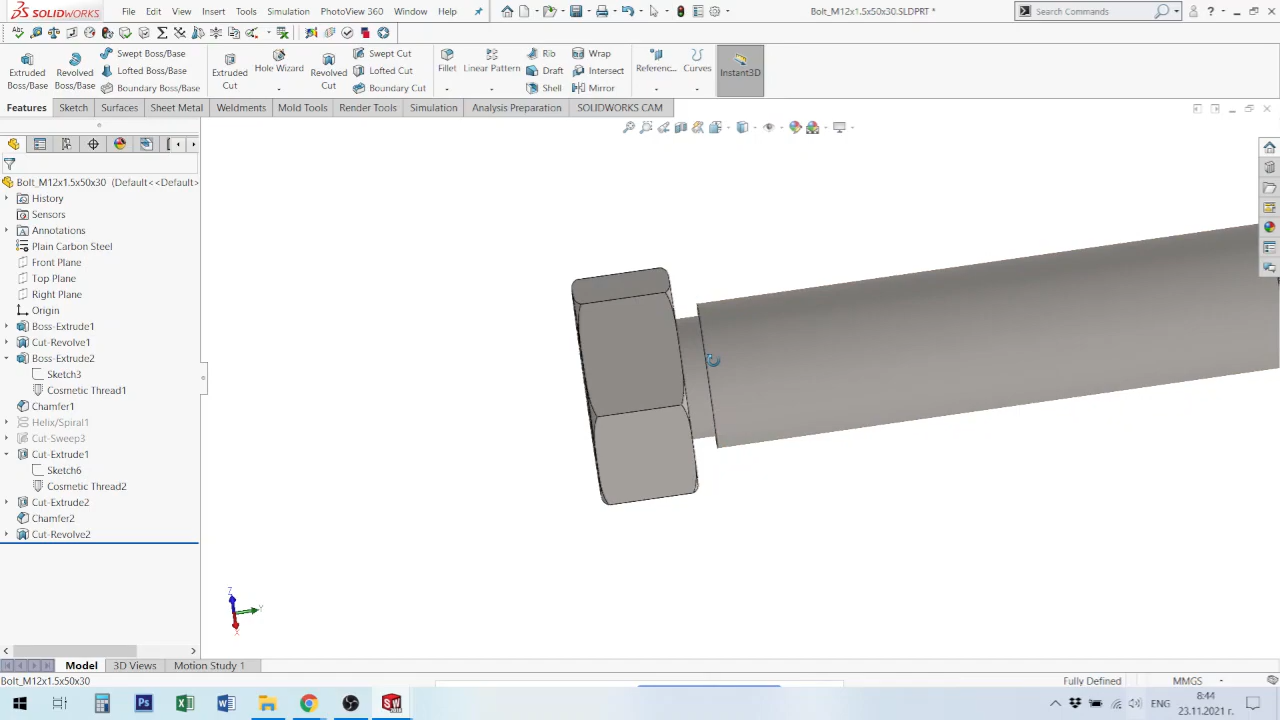 SOLIDWORKS File Edit View Insert Tools Simulation PhotoView 360 Window Help Bolt_M12x1.5x50x30.SLDPRT * Search Commands
Extruded Boss/Base
Revolved Boss/Base
Swept Boss/Base
Lofted Boss/Base
Boundary Boss/Base
Extruded Cut
Hole Wizard
Revolved Cut
Swept Cut
Lofted Cut
Boundary Cut
Fillet
Linear Pattern
Rib
Draft
Shell
Wrap
Intersect
Mirror
Referenc...
Curves
Instant3D
Features Sketch Surfaces Sheet Metal Weldments Mold Tools Render Tools Simulation Analysis Preparation SOLIDWORKS CAM
Bolt_M12x1.5x50x30 (Default<<Default>
History
Sensors
Annotations
Plain Carbon Steel
Front Plane
Top Plane
Right Plane
Origin
Boss-Extrude1
Cut-Revolve1
Boss-Extrude2
Sketch3
Cosmetic Thread1
Chamfer1
Helix/Spiral1
Cut-Sweep3
Cut-Extrude1
Sketch6
Cosmetic Thread2
Cut-Extrude2
Chamfer2
Cut-Revolve2
Z
Y
X
Model 3D Views Motion Study 1
Bolt_M12x1.5x50x30 Fully Defined MMGS
ENG
8:44
23.11.2021 г.